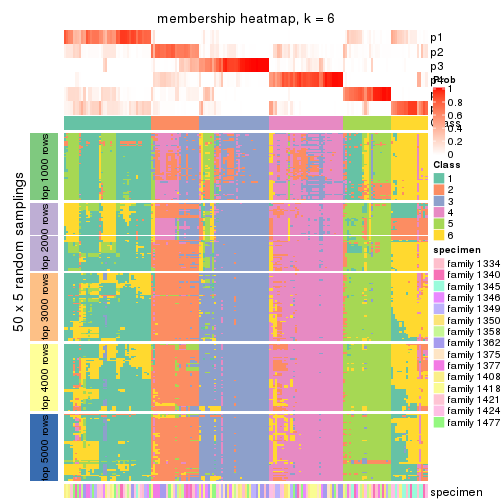 membership heatmap, k = 6
p1
p2
p3
Prob
1
0.8
0.6
0.4
0.2
0
Class
Class
1
2
3
4
5
6
specimen
family 1334
family 1340
family 1345
family 1346
family 1349
family 1350
family 1358
family 1362
family 1375
family 1377
family 1408
family 1418
family 1421
family 1424
family 1477
50 x 5 random samplings
top 1000 rows
top 2000 rows
top 3000 rows
top 4000 rows
top 5000 rows
specimen